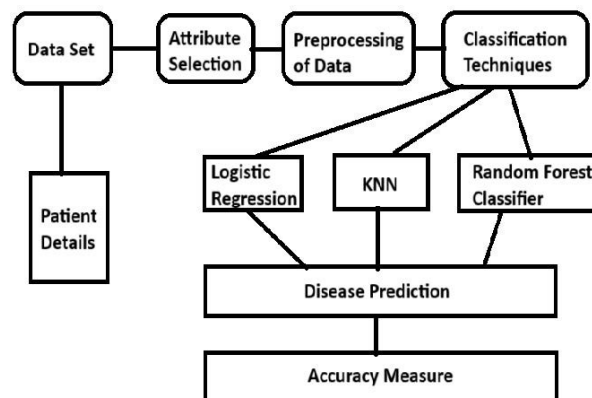 Data Set
Attribute
Selection
Preprocessing
of Data
Classification
Techniques
Logistic
Regression
KNN
Random Forest
Classifier
Patient
Details
Disease Prediction
Accuracy Measure